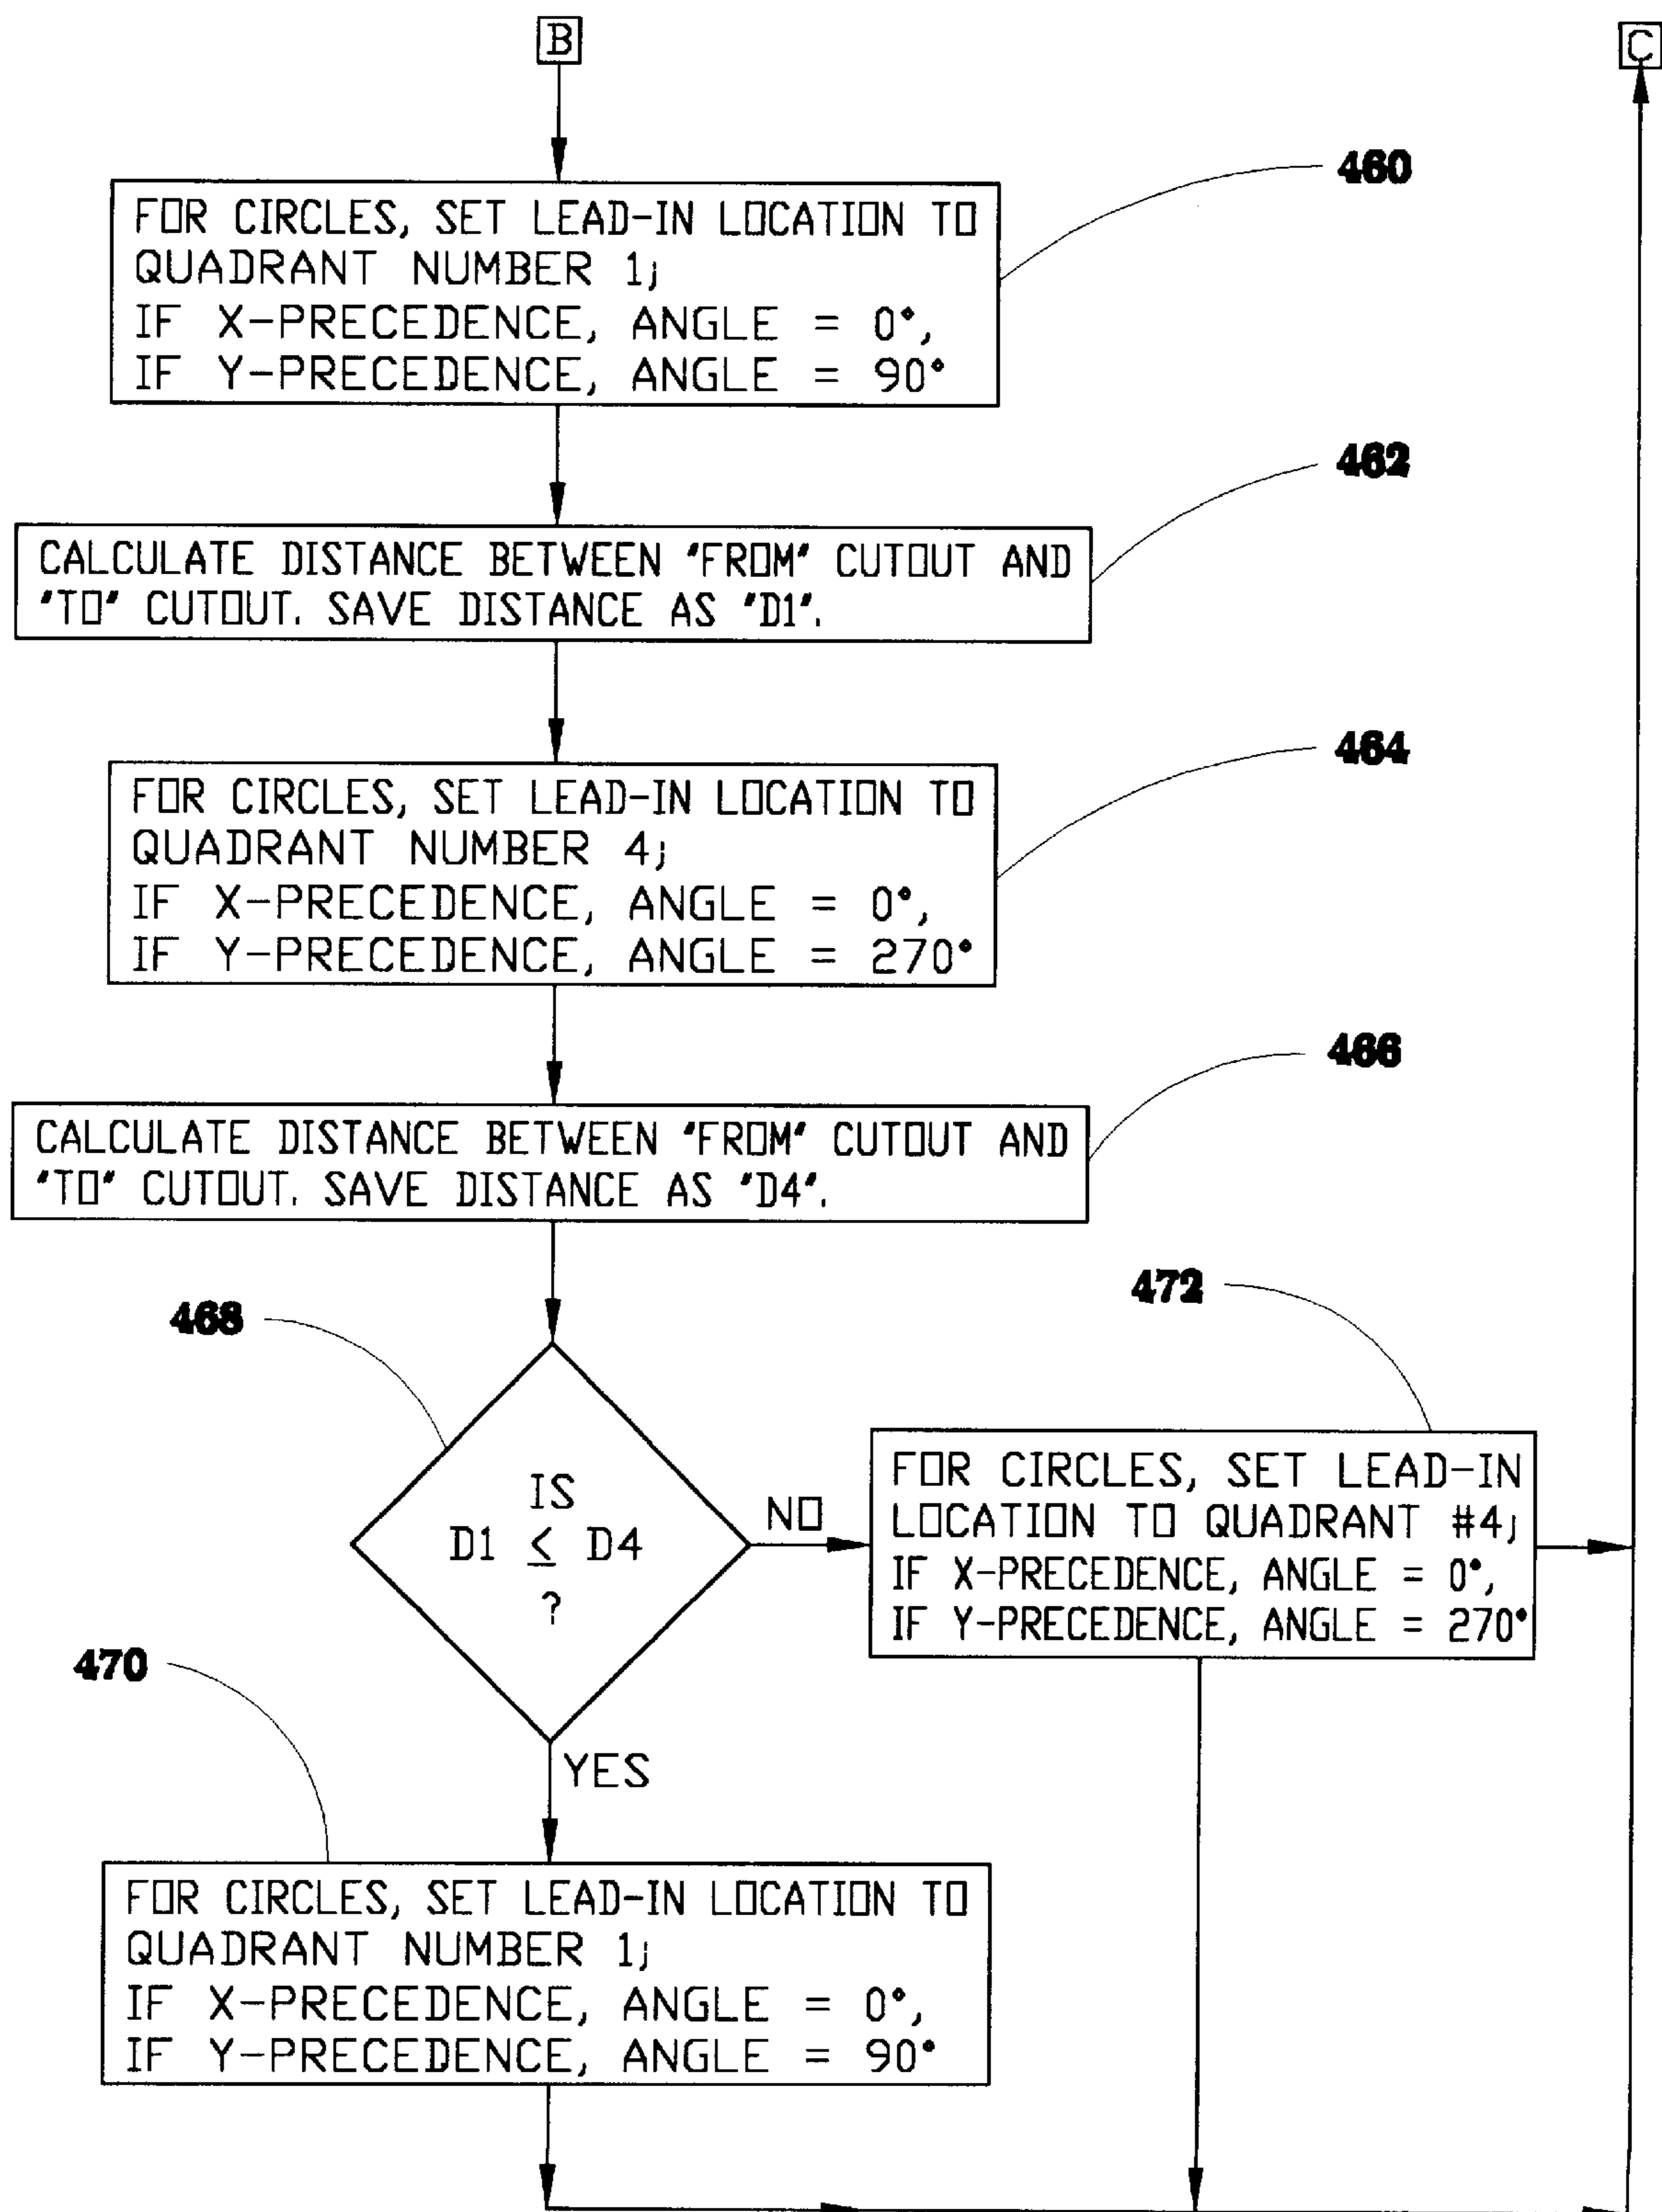 B
C
460
FOR CIRCLES, SET LEAD-IN LOCATION TO
QUADRANT NUMBER 1;
IF X-PRECEDENCE, ANGLE = 0°,
IF Y-PRECEDENCE, ANGLE = 90°
462
CALCULATE DISTANCE BETWEEN "FROM" CUTOUT AND
"TO" CUTOUT. SAVE DISTANCE AS "D1".
464
FOR CIRCLES, SET LEAD-IN LOCATION TO
QUADRANT NUMBER 4;
IF X-PRECEDENCE, ANGLE = 0°,
IF Y-PRECEDENCE, ANGLE = 270°
466
CALCULATE DISTANCE BETWEEN "FROM" CUTOUT AND
"TO" CUTOUT. SAVE DISTANCE AS "D4".
468
IS
D1 ≤ D4
?
NO
472
FOR CIRCLES, SET LEAD-IN
LOCATION TO QUADRANT #4;
IF X-PRECEDENCE, ANGLE = 0°,
IF Y-PRECEDENCE, ANGLE = 270°
YES
470
FOR CIRCLES, SET LEAD-IN LOCATION TO
QUADRANT NUMBER 1;
IF X-PRECEDENCE, ANGLE = 0°,
IF Y-PRECEDENCE, ANGLE = 90°